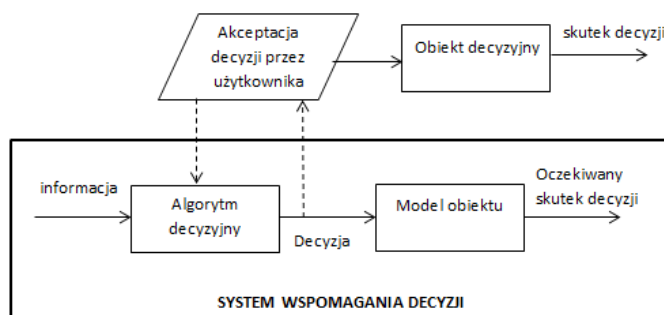 Akceptacja
decyzji przez
użytkownika
Obiekt decyzyjny
skutek decyzji
informacja
Algorytm
decyzyjny
Decyzja
Model obiektu
Oczekiwany
skutek decyzji
SYSTEM WSPOMAGANIA DECYZJI